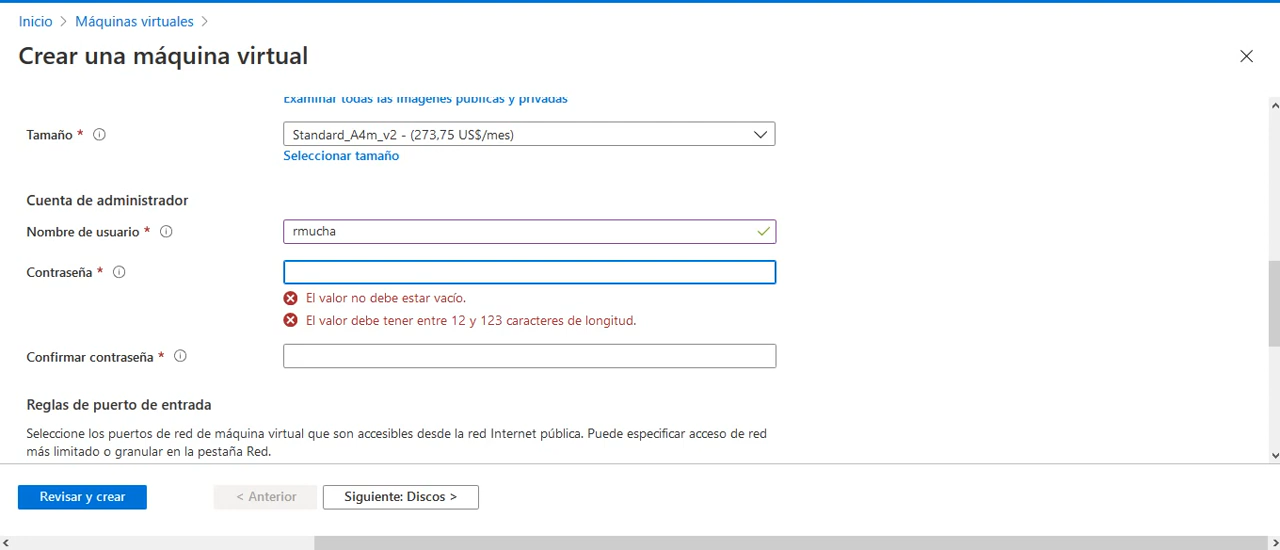 Inicio > Máquinas virtuales >
Crear una máquina virtual
Examinar todas las imágenes públicas y privadas
Tamaño *
Standard_A4m_v2 - (273,75 US$/mes)
Seleccionar tamaño
Cuenta de administrador
Nombre de usuario *
rmucha
Contraseña *
El valor no debe estar vacío.
El valor debe tener entre 12 y 123 caracteres de longitud.
Confirmar contraseña *
Reglas de puerto de entrada
Seleccione los puertos de red de máquina virtual que son accesibles desde la red Internet pública. Puede especificar acceso de red
más limitado o granular en la pestaña Red.
Revisar y crear
< Anterior
Siguiente: Discos >